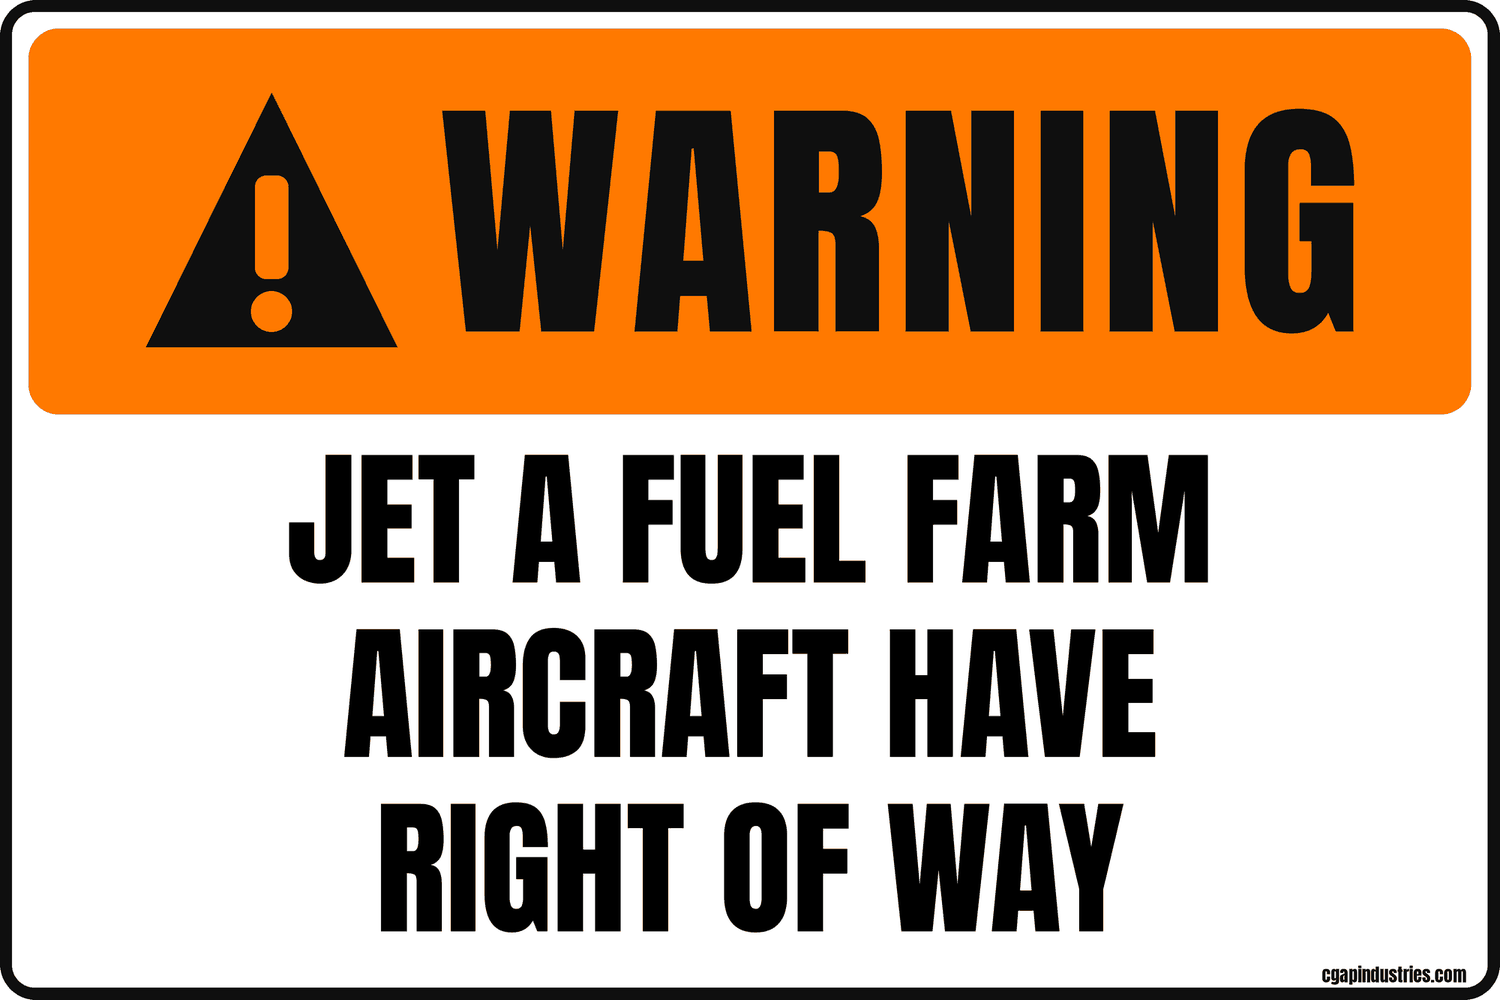 WARNING
JET A FUEL FARM
AIRCRAFT HAVE
RIGHT OF WAY
cgapindustries.com